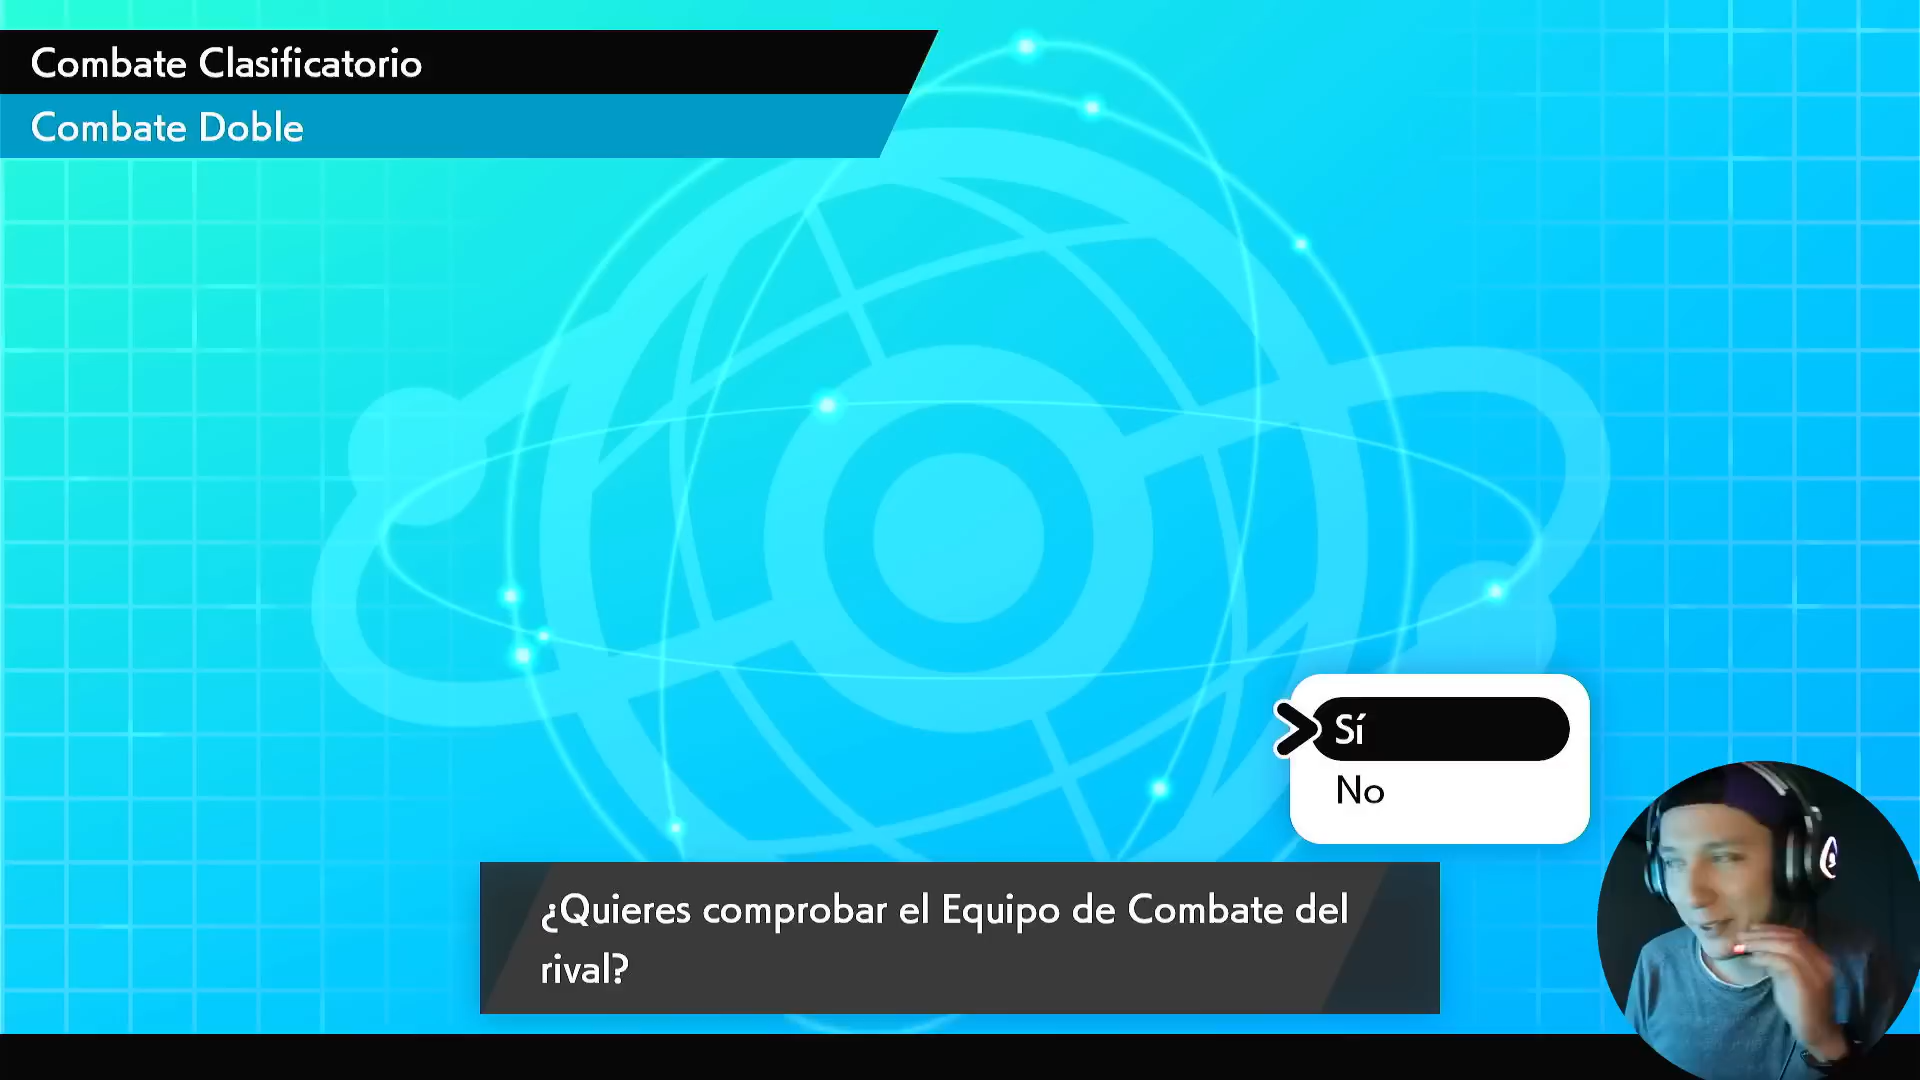 Combate Clasificatorio
Combate Doble
Sí
No
¿Quieres comprobar el Equipo de Combate del
rival?